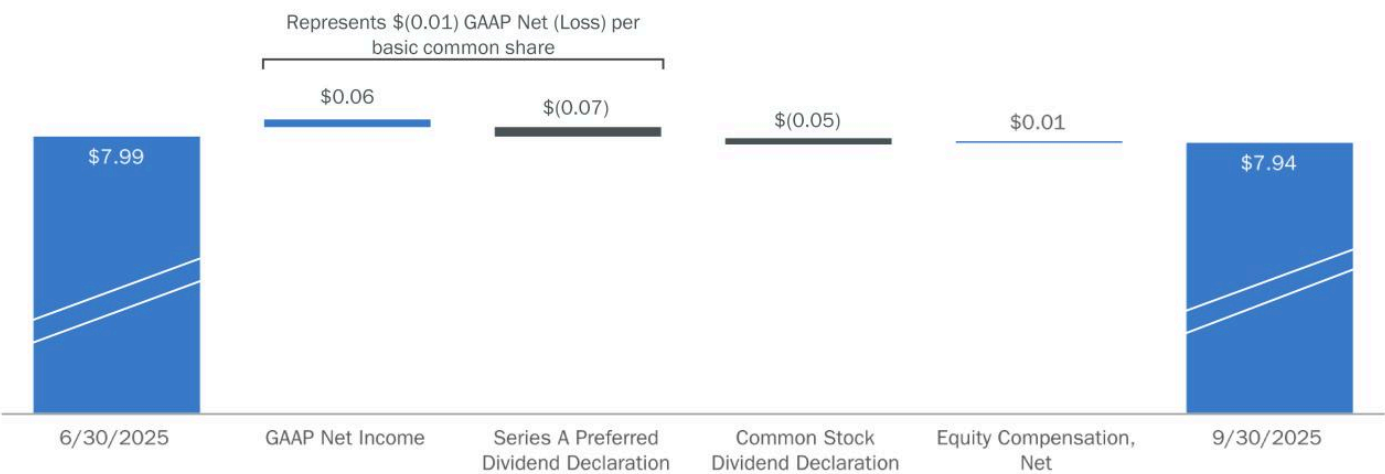 Represents $(0.01) GAAP Net (Loss) per
basic common share
$0.06
$(0.07)
$(0.05)
$0.01
$7.99
$7.94
6/30/2025
GAAP Net Income
Series A Preferred
Dividend Declaration
Common Stock
Dividend Declaration
Equity Compensation,
Net
9/30/2025